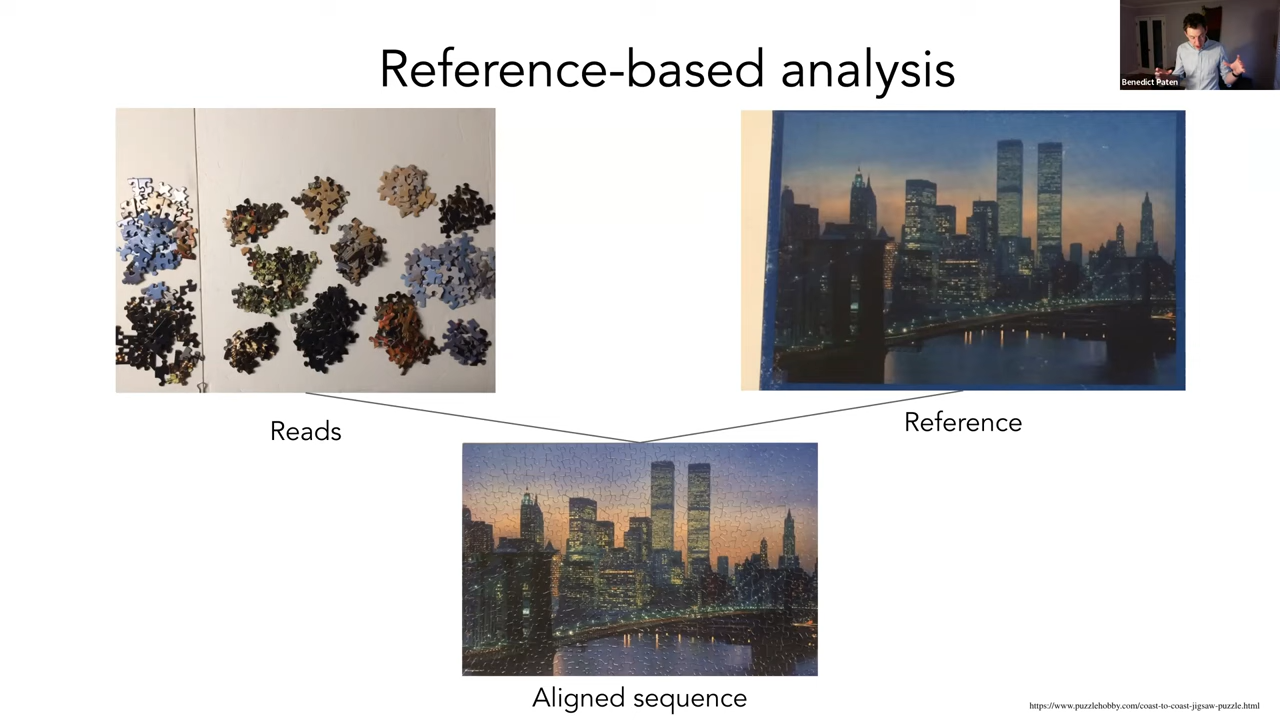 Reference-based analysis
Benedict Paten
Reads
Reference
Aligned sequence
https://www.puzzlehobby.com/coast-to-coast-jigsaw-puzzle.html